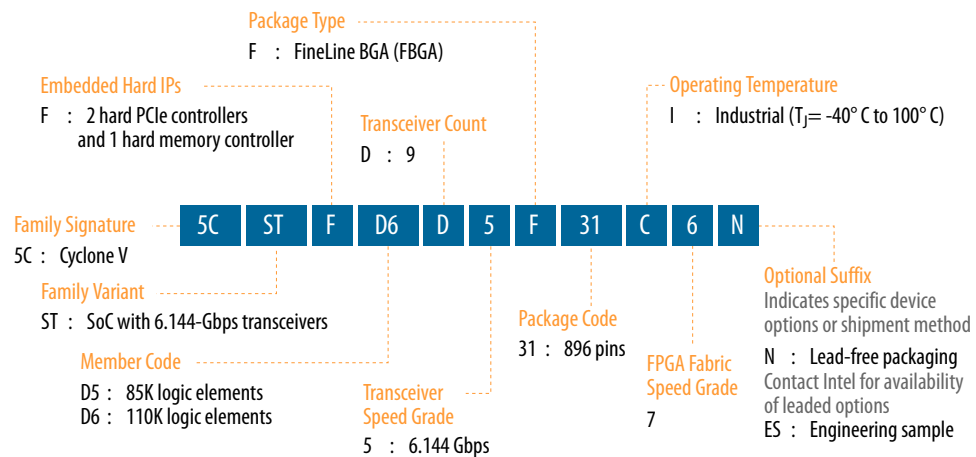 Package Type
F : FineLine BGA (FBGA)
Embedded Hard IPs
F : 2 hard PCIe controllers
and 1 hard memory controller
Transceiver Count
D : 9
Operating Temperature
I : Industrial (TJ= -40° C to 100° C)
5C ST F D6 D 5 F 31 C 6 N
Family Signature
5C : Cyclone V
Family Variant
ST : SoC with 6.144-Gbps transceivers
Member Code
D5 : 85K logic elements
D6 : 110K logic elements
Transceiver
Speed Grade
5 : 6.144 Gbps
Package Code
31 : 896 pins
FPGA Fabric
Speed Grade
7
Optional Suffix
Indicates specific device
options or shipment method
N : Lead-free packaging
Contact Intel for availability
of leaded options
ES : Engineering sample